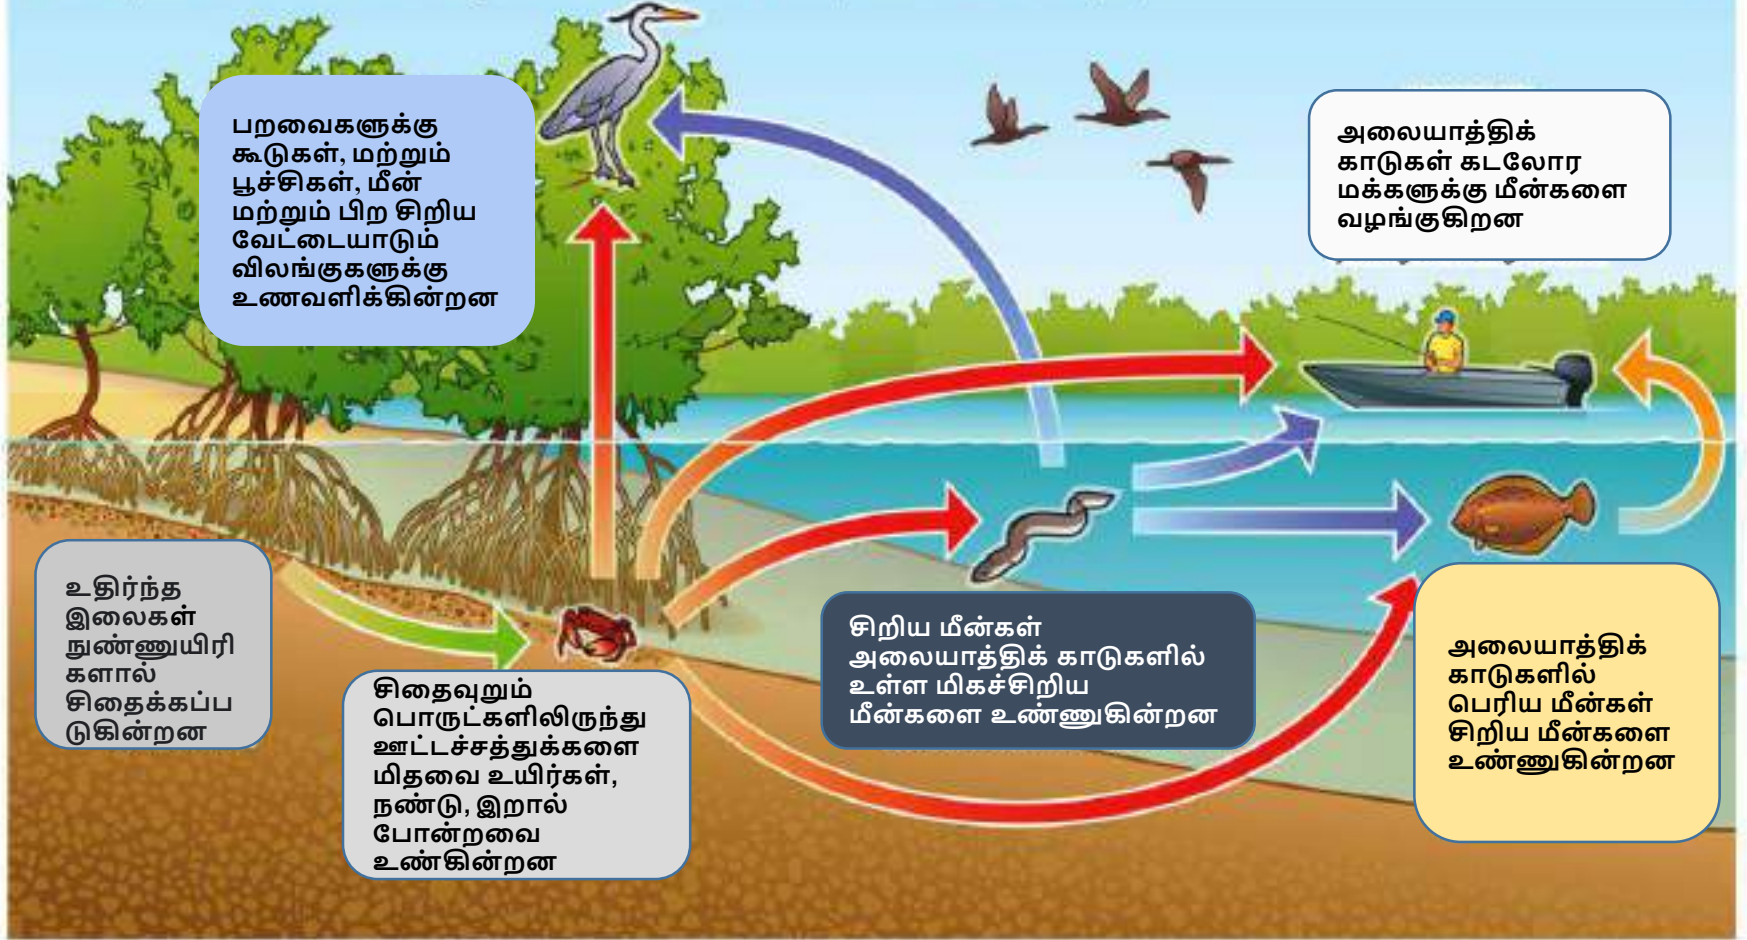 பறவைகளுக்கு
கூடுகள், மற்றும்
பூச்சிகள், மீன்
மற்றும் பிற சிறிய
வேட்டையாடும்
விலங்குகளுக்கு
உணவளிக்கின்றன
அலையாத்திக்
காடுகள் கடலோர
மக்களுக்கு மீன்களை
வழங்குகிறன
உதிர்ந்த
இலைகள்
நுண்ணுயிரி
களால்
சிதைக்கப்ப
டுகின்றன
சிதைவுறும்
பொருட்களிலிருந்து
ஊட்டச்சத்துக்களை
மிதவை உயிர்கள்,
நண்டு, இறால்
போன்றவை
உண்கின்றன
சிறிய மீன்கள்
அலையாத்திக் காடுகளில்
உள்ள மிகச்சிறிய
மீன்களை உண்ணுகின்றன
அலையாத்திக்
காடுகளில்
பெரிய மீன்கள்
சிறிய மீன்களை
உண்ணுகின்றன